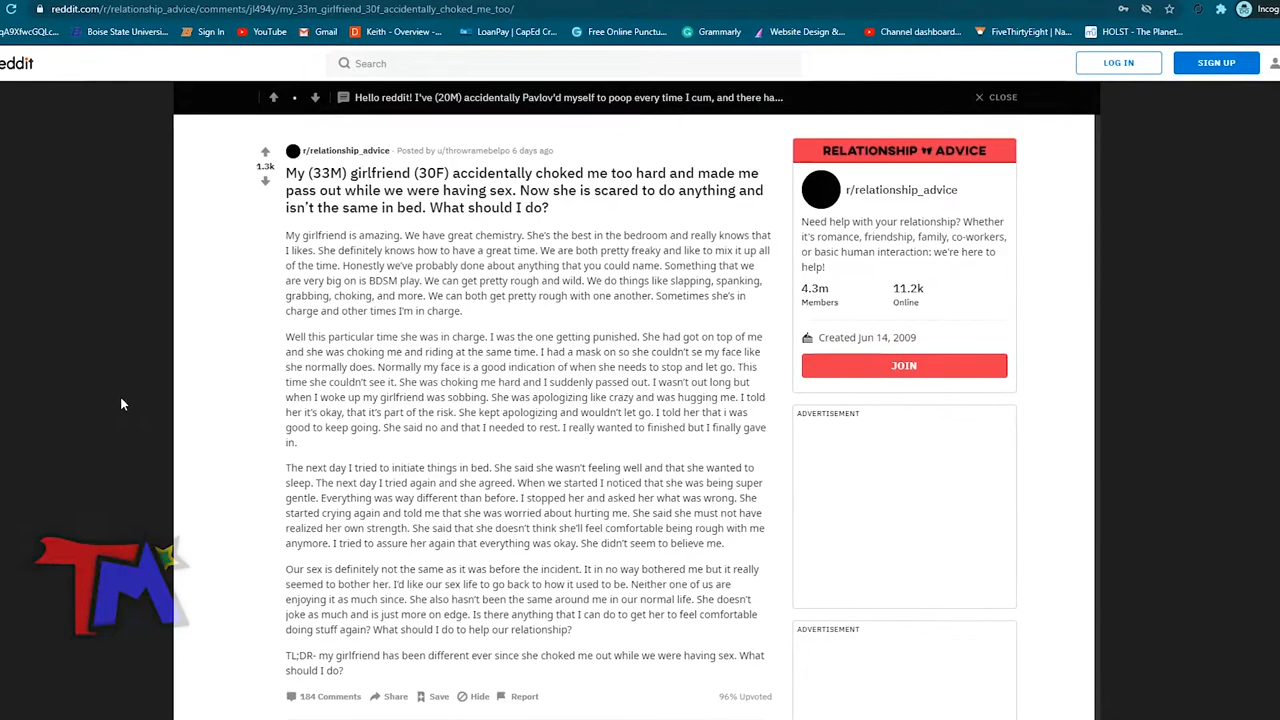 reddit.com/r/relationship_advice/comments/jl494y/my_33m_girlfriend_30f_accidentally_choked_me_too/
Incog
qA9XfwcGQLc...
Boise State Universi...
Sign In
YouTube
Gmail
Keith - Overview -...
LoanPay | CapEd Cr...
Free Online Punctu...
Grammarly
Website Design &...
Channel dashboard...
FiveThirtyEight | Na...
HOLST - The Planet...
eddit
Search
LOG IN
SIGN UP
Hello reddit! I've (20M) accidentally Pavlov'd myself to poop every time I cum, and there ha...
CLOSE
r/relationship_advice · Posted by u/throwramebelpo 6 days ago
1.3k
My (33M) girlfriend (30F) accidentally choked me too hard and made me
pass out while we were having sex. Now she is scared to do anything and
isn't the same in bed. What should I do?
My girlfriend is amazing. We have great chemistry. She's the best in the bedroom and really knows that
I likes. She definitely knows how to have a great time. We are both pretty freaky and like to mix it up all
of the time. Honestly we've probably done about anything that you could name. Something that we
are very big on is BDSM play. We can get pretty rough and wild. We do things like slapping, spanking,
grabbing, choking, and more. We can both get pretty rough with one another. Sometimes she's in
charge and other times I'm in charge.
Well this particular time she was in charge. I was the one getting punished. She had got on top of me
and she was choking me and riding at the same time. I had a mask on so she couldn't se my face like
she normally does. Normally my face is a good indication of when she needs to stop and let go. This
time she couldn't see it. She was choking me hard and I suddenly passed out. I wasn't out long but
when I woke up my girlfriend was sobbing. She was apologizing like crazy and was hugging me. I told
her it's okay, that it's part of the risk. She kept apologizing and wouldn't let go. I told her that i was
good to keep going. She said no and that I needed to rest. I really wanted to finished but I finally gave
in.
The next day I tried to initiate things in bed. She said she wasn't feeling well and that she wanted to
sleep. The next day I tried again and she agreed. When we started I noticed that she was being super
gentle. Everything was way different than before. I stopped her and asked her what was wrong. She
started crying again and told me that she was worried about hurting me. She said she must not have
realized her own strength. She said that she doesn't think she'll feel comfortable being rough with me
anymore. I tried to assure her again that everything was okay. She didn't seem to believe me.
Our sex is definitely not the same as it was before the incident. It in no way bothered me but it really
seemed to bother her. I'd like our sex life to go back to how it used to be. Neither one of us are
enjoying it as much since. She also hasn't been the same around me in our normal life. She doesn't
joke as much and is just more on edge. Is there anything that I can do to get her to feel comfortable
doing stuff again? What should I do to help our relationship?
TL;DR- my girlfriend has been different ever since she choked me out while we were having sex. What
should I do?
184 Comments
Share
Save
Hide
Report
96% Upvoted
RELATIONSHIP ADVICE
r/relationship_advice
Need help with your relationship? Whether
it's romance, friendship, family, co-workers,
or basic human interaction: we're here to
help!
4.3m
11.2k
Members
Online
Created Jun 14, 2009
JOIN
ADVERTISEMENT
ADVERTISEMENT
TM